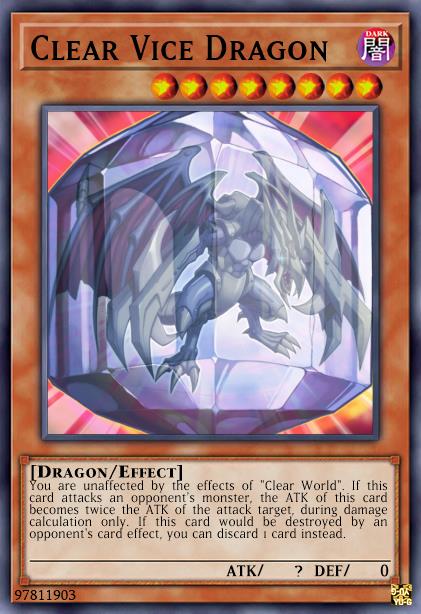 CLEAR VICE DRAGON
DARK
闇
[DRAGON/EFFECT]
You are unaffected by the effects of "Clear World". If this
card attacks an opponent's monster, the ATK of this card
becomes twice the ATK of the attack target, during damage
calculation only. If this card would be destroyed by an
opponent's card effect, you can discard 1 card instead.
ATK/ ? DEF/ 0
97811903